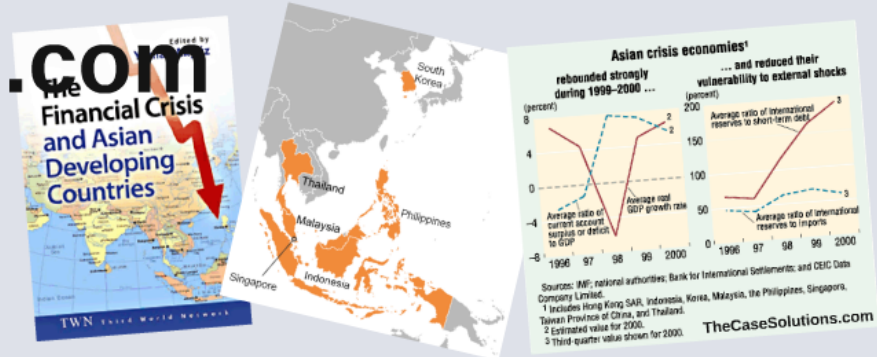 .com
Edited by
The
Financial Crisis
and Asian
Developing
Countries
TWN Third World Network
South
Korea
Thailand
Philippines
Malaysia
Singapore
Indonesia
Asian crisis economies¹
rebounded strongly
during 1999–2000 ...
(percent)
8
4
0
−4
−8
1996 97 98 99 2000
2
2
Average real
GDP growth rate
Average ratio of
current account
surplus or deficit
to GDP
... and reduced their
vulnerability to external shocks
(percent)
200
150
100
50
0
1996 97 98 99 2000
Average ratio of international
reserves to short-term debt
3
3
Average ratio of international
reserves to imports
Sources: IMF; national authorities; Bank for International Settlements; and CEIC Data
Company Limited.
¹ Includes Hong Kong SAR, Indonesia, Korea, Malaysia, the Philippines, Singapore,
Taiwan Province of China, and Thailand.
² Estimated value for 2000.
³ Third-quarter value shown for 2000.
TheCaseSolutions.com